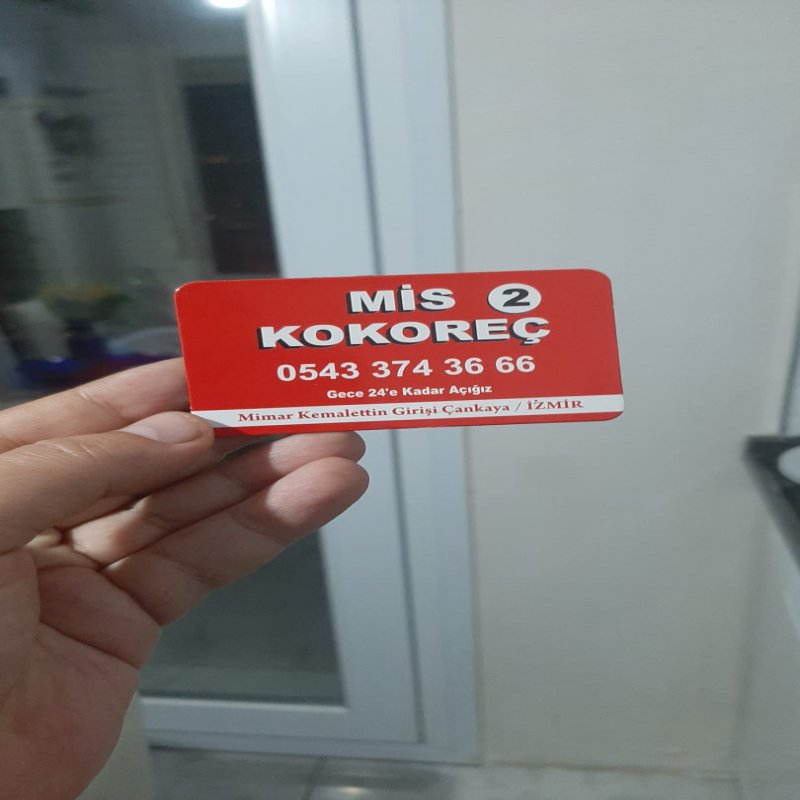 MİS 2
KOKOREÇ
0543 374 36 66
Gece 24'e Kadar Açığız
Mimar Kemalettin Girişi Çankaya / İZMİR